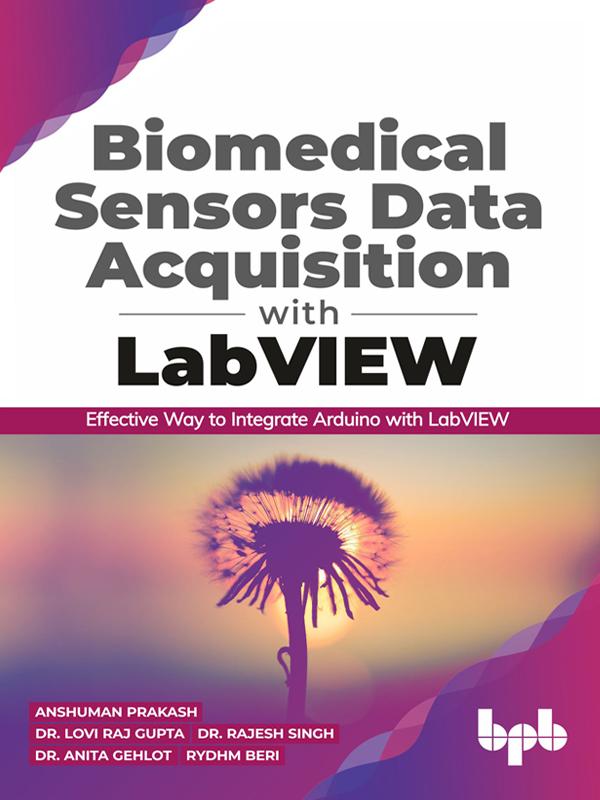 Biomedical
Sensors Data
Acquisition
with
LabVIEW
Effective Way to Integrate Arduino with LabVIEW
ANSHUMAN PRAKASH
DR. LOVI RAJ GUPTA DR. RAJESH SINGH
DR. ANITA GEHLOT RYDHM BERI
bpb